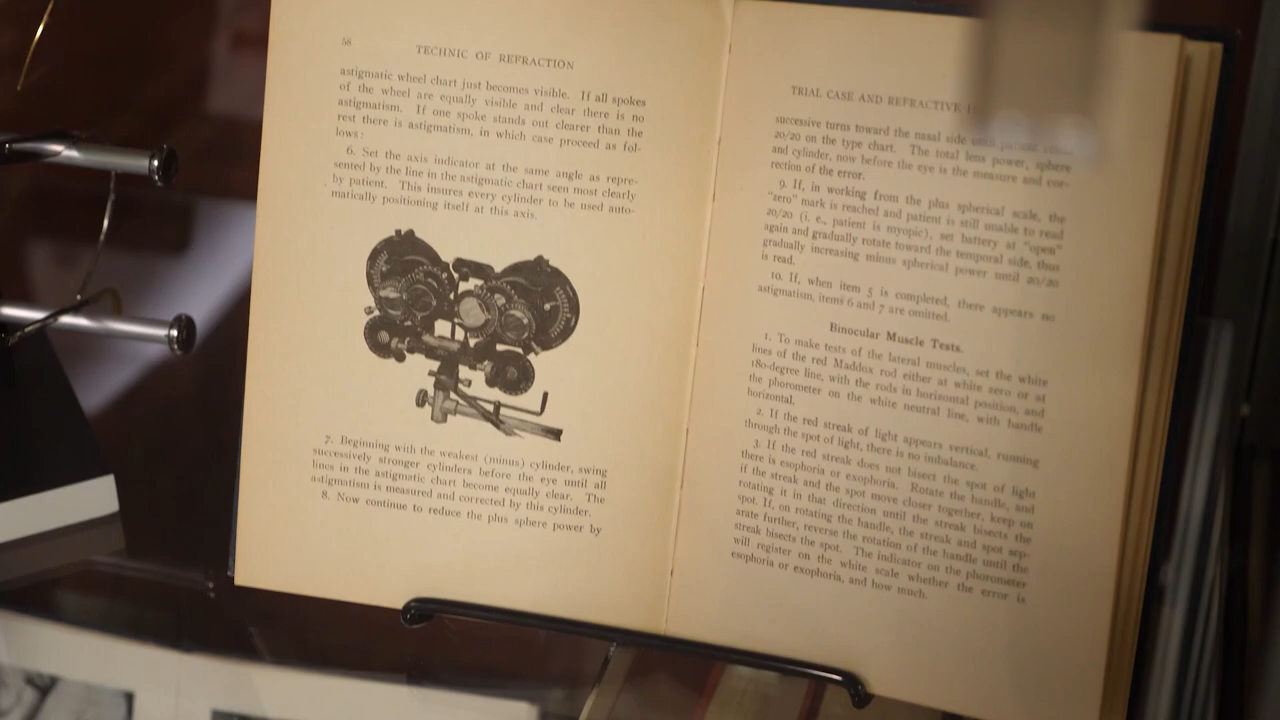 58
TECHNIC OF REFRACTION
astigmatic wheel chart just becomes visible. If all spokes
of the wheel are equally visible and clear there is no
astigmatism. If one spoke stands out clearer than the
rest there is astigmatism, in which case proceed as fol-
lows:
6. Set the axis indicator at the same angle as repre-
sented by the line in the astigmatic chart seen most clearly
by patient. This insures every cylinder to be used auto-
matically positioning itself at this axis.
7. Beginning with the weakest (minus) cylinder, swing
successively stronger cylinders before the eye until all
lines in the astigmatic chart become equally clear. The
astigmatism is measured and corrected by this cylinder.
8. Now continue to reduce the plus sphere power by
TRIAL CASE AND REFRACTIVE
successive turns toward the nasal side until patient
20/20 on the type chart. The total lens power, sphere
and cylinder, now before the eye is the measure and cor-
rection of the error.
9. If, in working from the plus spherical scale, the
"zero" mark is reached and patient is still unable to read
20/20 (i. e., patient is myopic), set battery at "open"
again and gradually rotate toward the temporal side, thus
gradually increasing minus spherical power until 20/20
is read.
10. If, when item 5 is completed, there appears no
astigmatism, items 6 and 7 are omitted.
Binocular Muscle Tests.
1. To make tests of the lateral muscles, set the white
lines of the red Maddox rod either at white zero or at
180-degree line, with the rods in horizontal position, and
the phorometer on the white neutral line, with handle
horizontal.
2. If the red streak of light appears vertical, running
through the spot of light, there is no imbalance.
3. If the red streak does not bisect the spot of light
there is esophoria or exophoria. Rotate the handle, and
if the streak and the spot move closer together, keep on
rotating it in that direction until the streak bisects the
spot. If, on rotating the handle, the streak and spot sep-
arate further, reverse the rotation of the handle until the
streak bisects the spot. The indicator on the phorometer
will register on the white scale whether the error is
esophoria or exophoria, and how much.